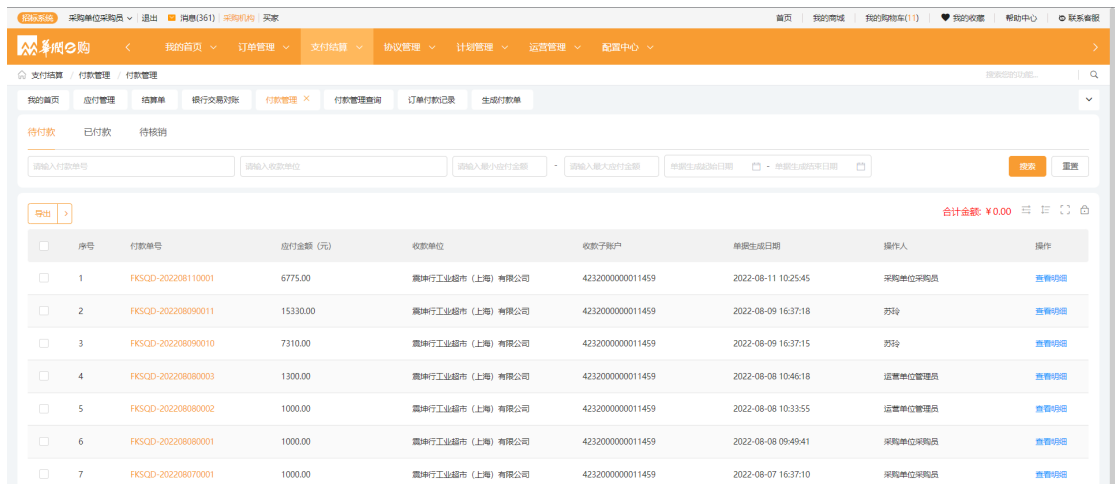 招标系统 采购单位采购员 退出 消息(361) 采购机构 买家 首页 我的商城 我的购物车(11) 我的收藏 帮助中心 联系客服
华润e购 我的首页 订单管理 支付结算 协议管理 计划管理 运营管理 配置中心
支付结算 / 付款管理 / 付款管理 搜索您的功能...
我的首页 应付管理 结算单 银行交易对账 付款管理 × 付款管理查询 订单付款记录 生成付款单
待付款 已付款 待核销
请输入付款单号 请输入收款单位 请输入最小应付金额 - 请输入最大应付金额 单据生成起始日期 - 单据生成结束日期 搜索 重置
导出 合计金额: ¥0.00
序号 付款单号 应付金额（元） 收款单位 收款子账户 单据生成日期 操作人 操作
1 FKSQD-202208110001 6775.00 震坤行工业超市（上海）有限公司 4232000000011459 2022-08-11 10:25:45 采购单位采购员 查看明细
2 FKSQD-202208090011 15330.00 震坤行工业超市（上海）有限公司 4232000000011459 2022-08-09 16:37:18 苏玲 查看明细
3 FKSQD-202208090010 7310.00 震坤行工业超市（上海）有限公司 4232000000011459 2022-08-09 16:37:15 苏玲 查看明细
4 FKSQD-202208080003 1300.00 震坤行工业超市（上海）有限公司 4232000000011459 2022-08-08 10:46:18 运营单位管理员 查看明细
5 FKSQD-202208080002 1000.00 震坤行工业超市（上海）有限公司 4232000000011459 2022-08-08 10:33:55 运营单位管理员 查看明细
6 FKSQD-202208080001 1000.00 震坤行工业超市（上海）有限公司 4232000000011459 2022-08-08 09:49:41 采购单位采购员 查看明细
7 FKSQD-202208070001 1000.00 震坤行工业超市（上海）有限公司 4232000000011459 2022-08-07 16:37:10 采购单位采购员 查看明细